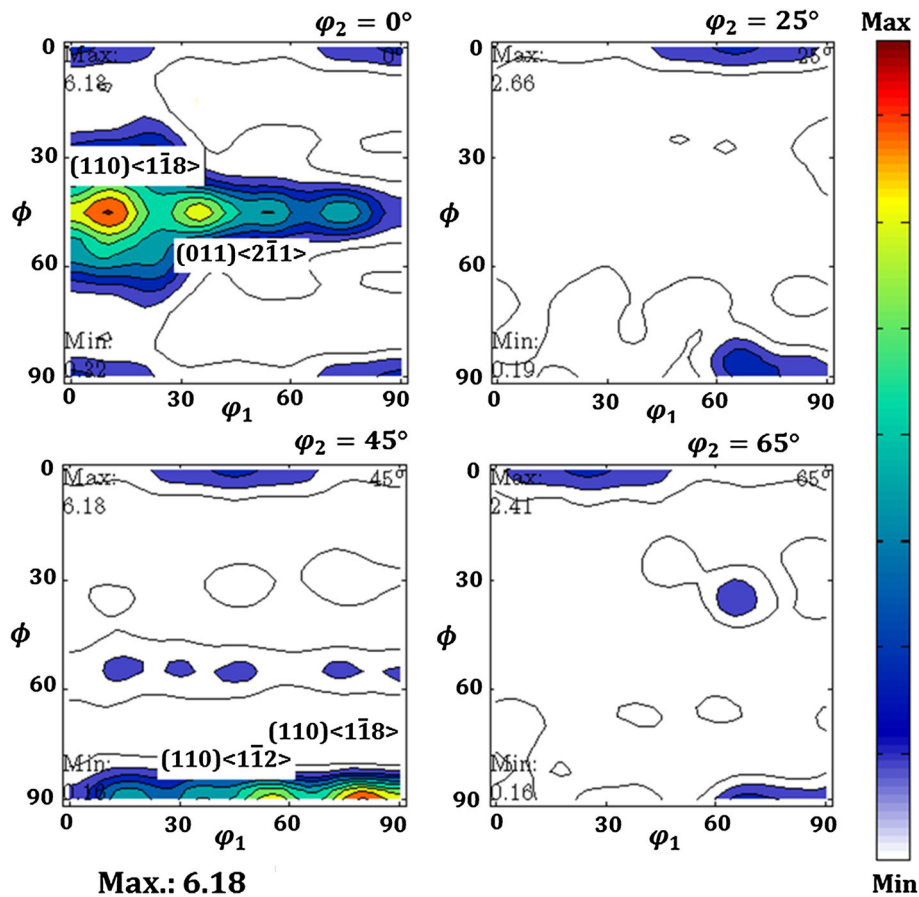 φ₂ = 0°
φ₂ = 25°
Max
Max:
0°
6.18
Max:
25°
2.66
0
30
60
90
ϕ
(110)<11̄8>
(011)<21̄1>
Min:
0.22
0
30
60
90
φ₁
0
30
60
90
ϕ
Min:
0.19
0
30
60
90
φ₁
φ₂ = 45°
φ₂ = 65°
Max:
45°
6.18
Max:
65°
2.41
0
30
60
90
ϕ
(110)<11̄8>
(110)<11̄2>
Min:
0
30
60
90
φ₁
0
30
60
90
ϕ
Min:
0.16
0
30
60
90
φ₁
Max.: 6.18
Min